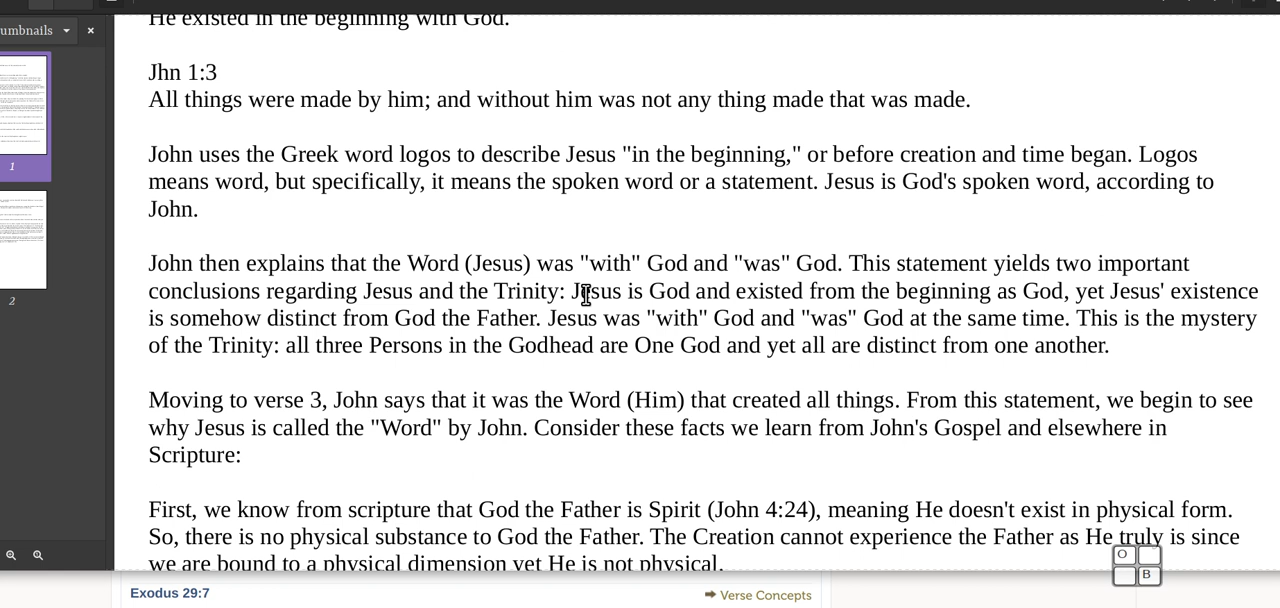 umbnails
He existed in the beginning with God.
Jhn 1:3
All things were made by him; and without him was not any thing made that was made.
John uses the Greek word logos to describe Jesus "in the beginning," or before creation and time began. Logos
means word, but specifically, it means the spoken word or a statement. Jesus is God's spoken word, according to
John.
John then explains that the Word (Jesus) was "with" God and "was" God. This statement yields two important
conclusions regarding Jesus and the Trinity: Jesus is God and existed from the beginning as God, yet Jesus' existence
is somehow distinct from God the Father. Jesus was "with" God and "was" God at the same time. This is the mystery
of the Trinity: all three Persons in the Godhead are One God and yet all are distinct from one another.
Moving to verse 3, John says that it was the Word (Him) that created all things. From this statement, we begin to see
why Jesus is called the "Word" by John. Consider these facts we learn from John's Gospel and elsewhere in
Scripture:
First, we know from scripture that God the Father is Spirit (John 4:24), meaning He doesn't exist in physical form.
So, there is no physical substance to God the Father. The Creation cannot experience the Father as He truly is since
we are bound to a physical dimension yet He is not physical.
1
2
O
B
Exodus 29:7
Verse Concepts